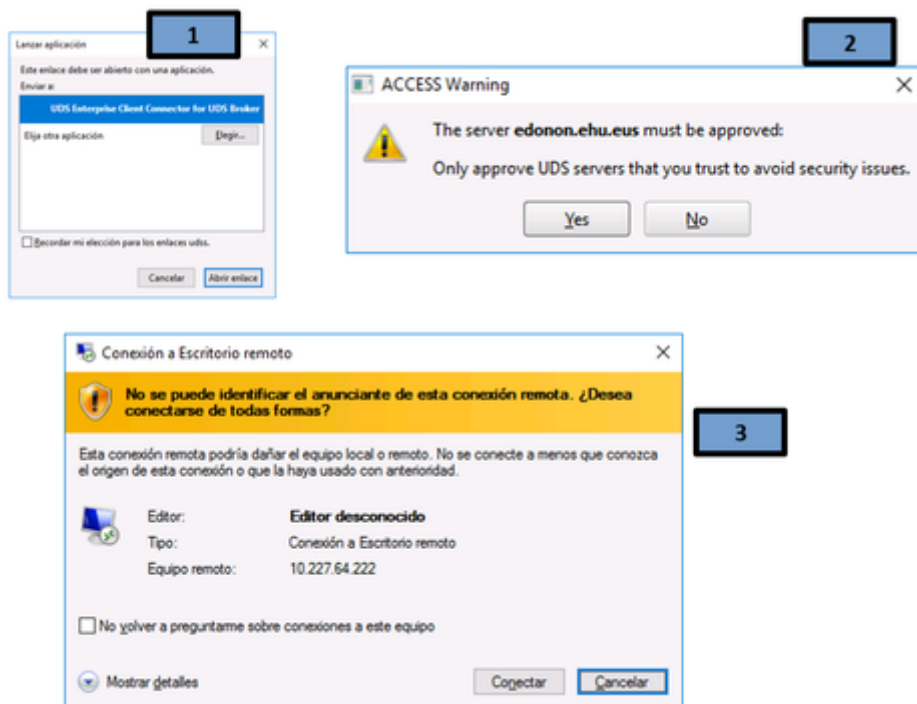 1
Lanzar aplicación
Este enlace debe ser abierto con una aplicación.
Enviar a:
UDS Enterprise Client Connector for UDS Broker
Elija otra aplicación
Elegir...
Recordar mi elección para los enlaces udss.
Cancelar
Abrir enlace
2
ACCESS Warning
The server edonon.ehu.eus must be approved:
Only approve UDS servers that you trust to avoid security issues.
Yes
No
Conexión a Escritorio remoto
No se puede identificar el anunciante de esta conexión remota. ¿Desea
conectarse de todas formas?
3
Esta conexión remota podría dañar el equipo local o remoto. No se conecte a menos que conozca
el origen de esta conexión o que la haya usado con anterioridad.
Editor: Editor desconocido
Tipo: Conexión a Escritorio remoto
Equipo remoto: 10.227.64.222
No volver a preguntarme sobre conexiones a este equipo
Mostrar detalles
Conectar
Cancelar